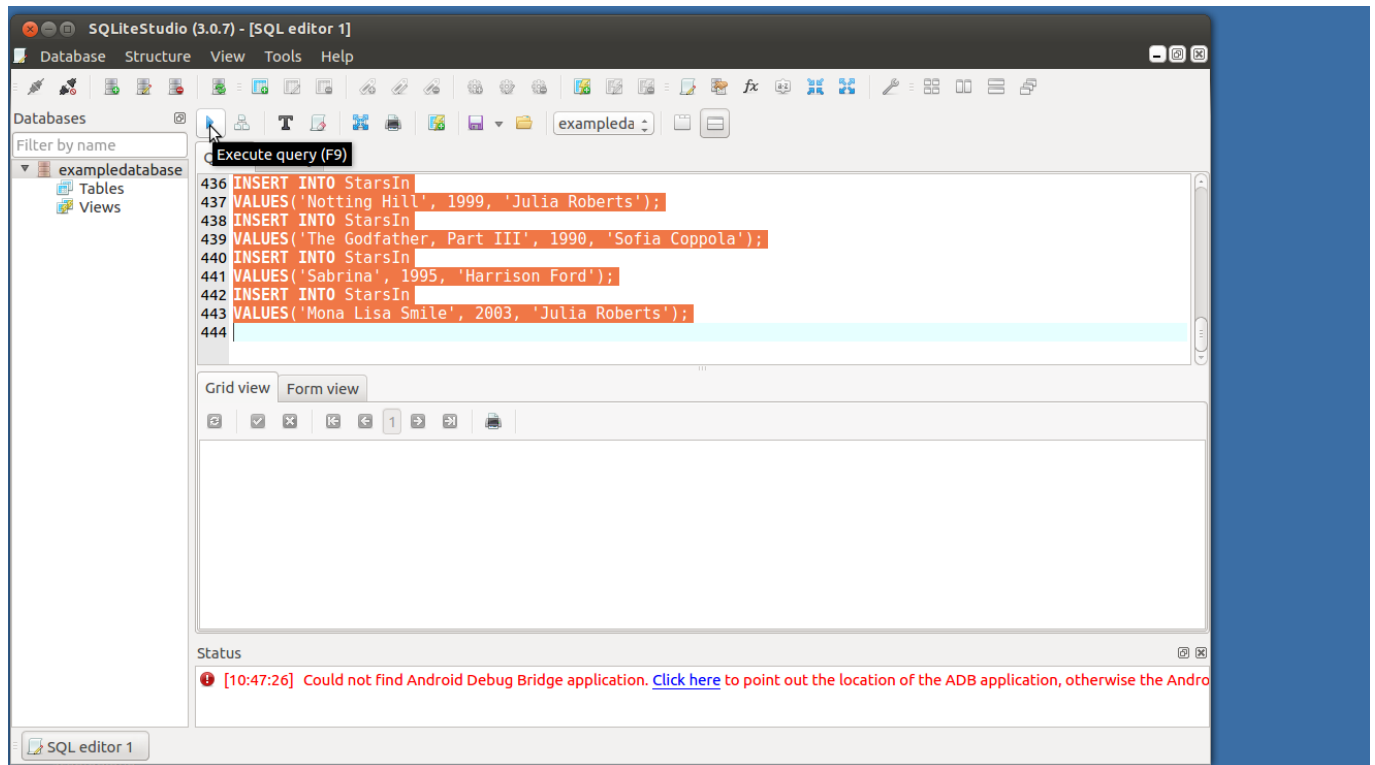 SQLiteStudio (3.0.7) - [SQL editor 1]
Database Structure View Tools Help
Databases
exampleda
Filter by name
Execute query (F9)
exampledatabase
Tables
Views
436 INSERT INTO StarsIn
437 VALUES('Notting Hill', 1999, 'Julia Roberts');
438 INSERT INTO StarsIn
439 VALUES('The Godfather, Part III', 1990, 'Sofia Coppola');
440 INSERT INTO StarsIn
441 VALUES('Sabrina', 1995, 'Harrison Ford');
442 INSERT INTO StarsIn
443 VALUES('Mona Lisa Smile', 2003, 'Julia Roberts');
444
Grid view Form view
1
Status
[10:47:26] Could not find Android Debug Bridge application. Click here to point out the location of the ADB application, otherwise the Andro
SQL editor 1